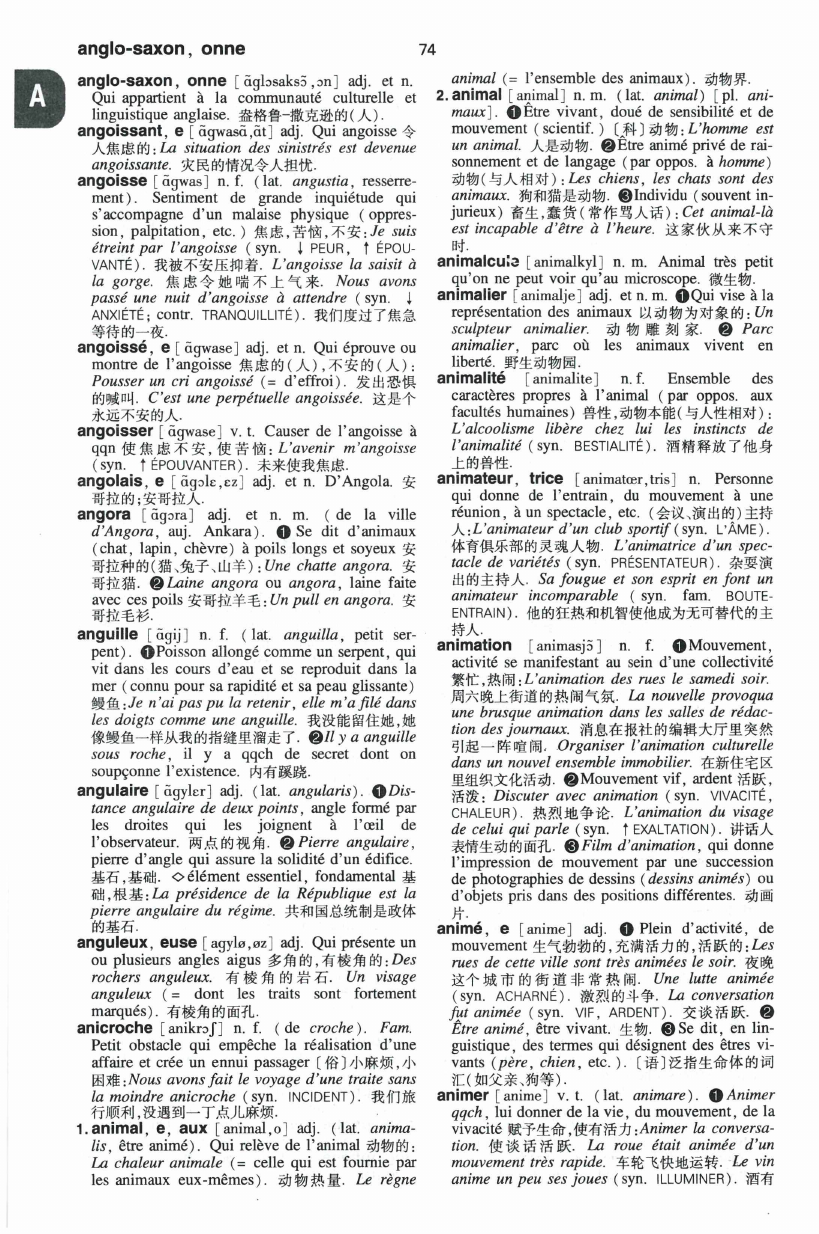 anglo-saxon, onne
74
A
anglo-saxon, onne [ɑ̃glɔsaksɔ̃,ɔn] adj. et n.
Qui appartient à la communauté culturelle et
linguistique anglaise. 盎格鲁–撒克逊的(人).
angoissant, e [ɑ̃gwasɑ̃,ɑ̃t] adj. Qui angoisse 令
人焦虑的:La situation des sinistrés est devenue
angoissante. 灾民的情况令人担忧.
angoisse [ɑ̃gwas] n. f. (lat. angustia, resserre-
ment). Sentiment de grande inquiétude qui
s'accompagne d'un malaise physique (oppres-
sion, palpitation, etc.) 焦虑,苦恼,不安:Je suis
étreint par l'angoisse (syn. ↓ PEUR, ↑ ÉPOU-
VANTÉ). 我被不安压抑着. L'angoisse la saisit à
la gorge. 焦虑令她喘不上气来. Nous avons
passé une nuit d'angoisse à attendre (syn. ↓
ANXIÉTÉ; contr. TRANQUILLITÉ). 我们度过了焦急
等待的一夜.
angoissé, e [ɑ̃gwase] adj. et n. Qui éprouve ou
montre de l'angoisse 焦虑的(人),不安的(人):
Pousser un cri angoissé (= d'effroi). 发出恐惧
的喊叫. C'est une perpétuelle angoissée. 这是个
永远不安的人.
angoisser [ɑ̃gwase] v. t. Causer de l'angoisse à
qqn 使焦虑不安,使苦恼:L'avenir m'angoisse
(syn. ↑ ÉPOUVANTER). 未来使我焦虑.
angolais, e [ɑ̃gɔlɛ,ɛz] adj. et n. D'Angola. 安
哥拉的;安哥拉人.
angora [ɑ̃gɔra] adj. et n. m. (de la ville
d'Angora, auj. Ankara). ❶ Se dit d'animaux
(chat, lapin, chèvre) à poils longs et soyeux 安
哥拉种的(猫、兔子、山羊):Une chatte angora. 安
哥拉猫. ❷ Laine angora ou angora, laine faite
avec ces poils 安哥拉羊毛:Un pull en angora. 安
哥拉毛衫.
anguille [ɑ̃gij] n. f. (lat. anguilla, petit ser-
pent). ❶Poisson allongé comme un serpent, qui
vit dans les cours d'eau et se reproduit dans la
mer (connu pour sa rapidité et sa peau glissante)
鳗鱼:Je n'ai pas pu la retenir, elle m'a filé dans
les doigts comme une anguille. 我没能留住她,她
像鳗鱼一样从我的指缝里溜走了. ❷Il y a anguille
sous roche, il y a qqch de secret dont on
soupçonne l'existence. 内有蹊跷.
angulaire [ɑ̃gylɛr] adj. (lat. angularis). ❶Dis-
tance angulaire de deux points, angle formé par
les droites qui les joignent à l'œil de
l'observateur. 两点的视角. ❷ Pierre angulaire,
pierre d'angle qui assure la solidité d'un édifice.
基石,基础. ◇élément essentiel, fondamental 基
础,根基:La présidence de la République est la
pierre angulaire du régime. 共和国总统制是政体
的基石.
anguleux, euse [agylø,øz] adj. Qui présente un
ou plusieurs angles aigus 多角的,有棱角的:Des
rochers anguleux. 有棱角的岩石. Un visage
anguleux (= dont les traits sont fortement
marqués). 有棱角的面孔.
anicroche [anikrɔʃ] n. f. (de croche). Fam.
Petit obstacle qui empêche la réalisation d'une
affaire et crée un ennui passager [俗]小麻烦,小
困难:Nous avons fait le voyage d'une traite sans
la moindre anicroche (syn. INCIDENT). 我们旅
行顺利,没遇到一丁点儿麻烦.
1. animal, e, aux [animal,o] adj. (lat. anima-
lis, être animé). Qui relève de l'animal 动物的:
La chaleur animale (= celle qui est fournie par
les animaux eux-mêmes). 动物热量. Le règne
animal (= l'ensemble des animaux). 动物界.
2. animal [animal] n. m. (lat. animal) [pl. ani-
maux]. ❶Être vivant, doué de sensibilité et de
mouvement (scientif.) [科]动物:L'homme est
un animal. 人是动物. ❷Être animé privé de rai-
sonnement et de langage (par oppos. à homme)
动物(与人相对):Les chiens, les chats sont des
animaux. 狗和猫是动物. ❸Individu (souvent in-
jurieux) 畜生,蠢货(常作骂人话):Cet animal-là
est incapable d'être à l'heure. 这家伙从来不守
时.
animalcule [animalkyl] n. m. Animal très petit
qu'on ne peut voir qu'au microscope. 微生物.
animalier [animalje] adj. et n. m. ❶Qui vise à la
représentation des animaux 以动物为对象的:Un
sculpteur animalier. 动物雕刻家. ❷ Parc
animalier, parc où les animaux vivent en
liberté. 野生动物园.
animalité [animalite] n. f. Ensemble des
caractères propres à l'animal (par oppos. aux
facultés humaines) 兽性,动物本能(与人性相对):
L'alcoolisme libère chez lui les instincts de
l'animalité (syn. BESTIALITÉ). 酒精释放了他身
上的兽性.
animateur, trice [animatœr,tris] n. Personne
qui donne de l'entrain, du mouvement à une
réunion, à un spectacle, etc. (会议、演出的)主持
人:L'animateur d'un club sportif (syn. L'ÂME).
体育俱乐部的灵魂人物. L'animatrice d'un spec-
tacle de variétés (syn. PRÉSENTATEUR). 杂耍演
出的主持人. Sa fougue et son esprit en font un
animateur incomparable (syn. fam. BOUTE-
ENTRAIN). 他的狂热和机智使他成为无可替代的主
持人.
animation [animasjɔ̃] n. f. ❶Mouvement,
activité se manifestant au sein d'une collectivité
繁忙,热闹:L'animation des rues le samedi soir.
周六晚上街道的热闹气氛. La nouvelle provoqua
une brusque animation dans les salles de rédac-
tion des journaux. 消息在报社的编辑大厅里突然
引起一阵喧闹. Organiser l'animation culturelle
dans un nouvel ensemble immobilier. 在新住宅区
里组织文化活动. ❷Mouvement vif, ardent 活跃,
活泼: Discuter avec animation (syn. VIVACITÉ,
CHALEUR). 热烈地争论. L'animation du visage
de celui qui parle (syn. ↑ EXALTATION). 讲话人
表情生动的面孔. ❸Film d'animation, qui donne
l'impression de mouvement par une succession
de photographies de dessins (dessins animés) ou
d'objets pris dans des positions différentes. 动画
片.
animé, e [anime] adj. ❶ Plein d'activité, de
mouvement 生气勃勃的,充满活力的,活跃的:Les
rues de cette ville sont très animées le soir. 夜晚
这个城市的街道非常热闹. Une lutte animée
(syn. ACHARNÉ). 激烈的斗争. La conversation
fut animée (syn. VIF, ARDENT). 交谈活跃. ❷
Être animé, être vivant. 生物. ❸Se dit, en lin-
guistique, des termes qui désignent des êtres vi-
vants (père, chien, etc.). [语]泛指生命体的词
汇(如父亲、狗等).
animer [anime] v. t. (lat. animare). ❶Animer
qqch, lui donner de la vie, du mouvement, de la
vivacité 赋予生命,使有活力:Animer la conversa-
tion. 使谈话活跃. La roue était animée d'un
mouvement très rapide. 车轮飞快地运转. Le vin
anime un peu ses joues (syn. ILLUMINER). 酒有